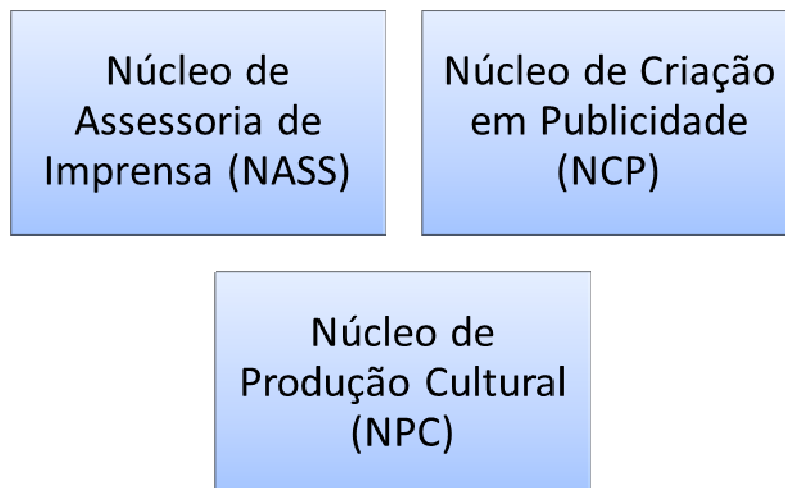 Núcleo de
Assessoria de
Imprensa (NASS)
Núcleo de Criação
em Publicidade
(NCP)
Núcleo de
Produção Cultural
(NPC)